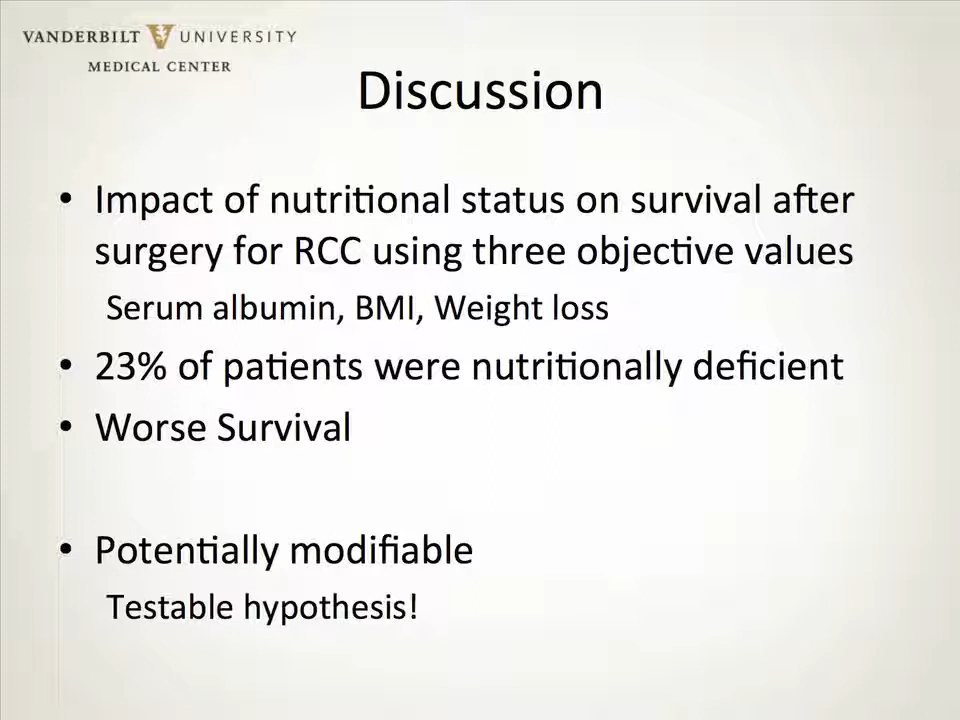 VANDERBILT UNIVERSITY
MEDICAL CENTER
Discussion
• Impact of nutritional status on survival after
surgery for RCC using three objective values
Serum albumin, BMI, Weight loss
• 23% of patients were nutritionally deficient
• Worse Survival
• Potentially modifiable
Testable hypothesis!